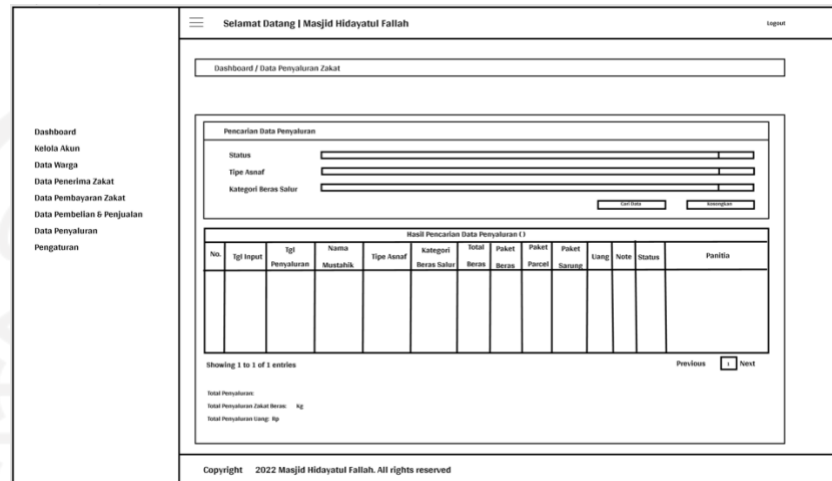 Selamat Datang | Masjid Hidayatul Fallah
Logout
Dashboard / Data Penyaluran Zakat
Dashboard
Kelola Akun
Data Warga
Data Penerima Zakat
Data Pembayaran Zakat
Data Pembelian & Penjualan
Data Penyaluran
Pengaturan
Pencarian Data Penyaluran
Status
Tipe Asnaf
Kategori Beras Salur
Cari Data
Kosongkan
Hasil Pencarian Data Penyaluran ( )
No. Tgl Input Tgl Penyaluran Nama Mustahik Tipe Asnaf Kategori Beras Salur Total Beras Paket Beras Paket Parcel Paket Sarung Uang Note Status Panitia
Showing 1 to 1 of 1 entries
Previous 1 Next
Total Penyaluran:
Total Penyaluran Zakat Beras: Kg
Total Penyaluran Uang: Rp
Copyright 2022 Masjid Hidayatul Fallah. All rights reserved